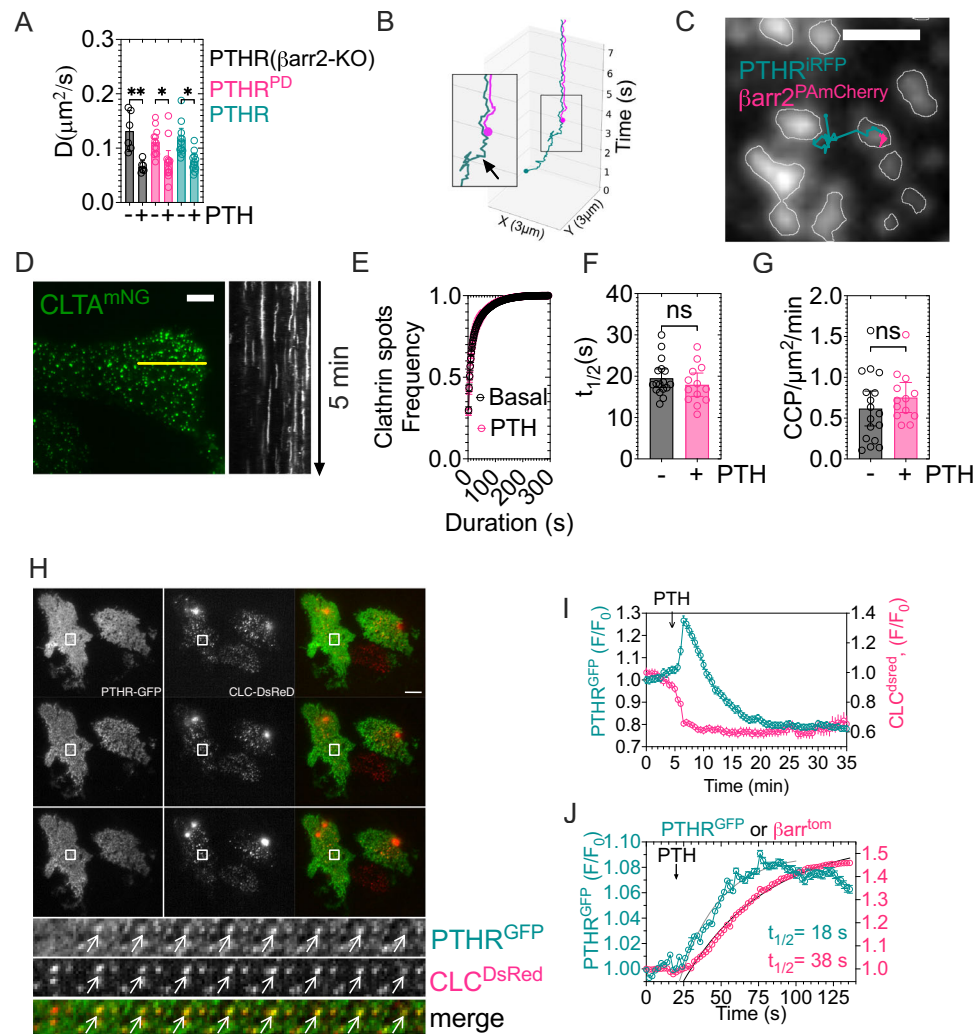 A
0.3
0.2
0.1
0.0
D(μm²/s)
** * *
- + - + - + PTH
PTHR(βarr2-KO)
PTHR^PD
PTHR
B
7
6
5
4
3
2
1
0
Time (s)
X (3μm)
Y (3μm)
C
PTHR^iRFP
βarr2^PAmCherry
D
CLTA^mNG
5 min
E
1.0
0.5
0.0
Clathrin spots
Frequency
Basal
PTH
0 100 200 300
Duration (s)
F
40
30
20
10
0
t1/2(s)
ns
- + PTH
G
2.0
1.5
1.0
0.5
0.0
CCP/μm²/min
ns
- + PTH
H
PTHR-GFP
CLC-DsReD
PTHR^GFP
CLC^DsRed
merge
I
PTH
1.3
1.2
1.1
1.0
0.9
0.8
0.7
PTHR^GFP (F/F0)
1.4
1.2
1.0
0.8
0.6
CLC^dsred, (F/F0)
0 5 10 15 20 25 30 35
Time (min)
J
PTHR^GFP or βarr^tom
PTH
1.10
1.08
1.06
1.04
1.02
1.00
PTHR^GFP (F/F0)
1.5
1.4
1.3
1.2
1.1
1.0
t1/2= 18 s
t1/2= 38 s
0 25 50 75 100 125
Time (s)